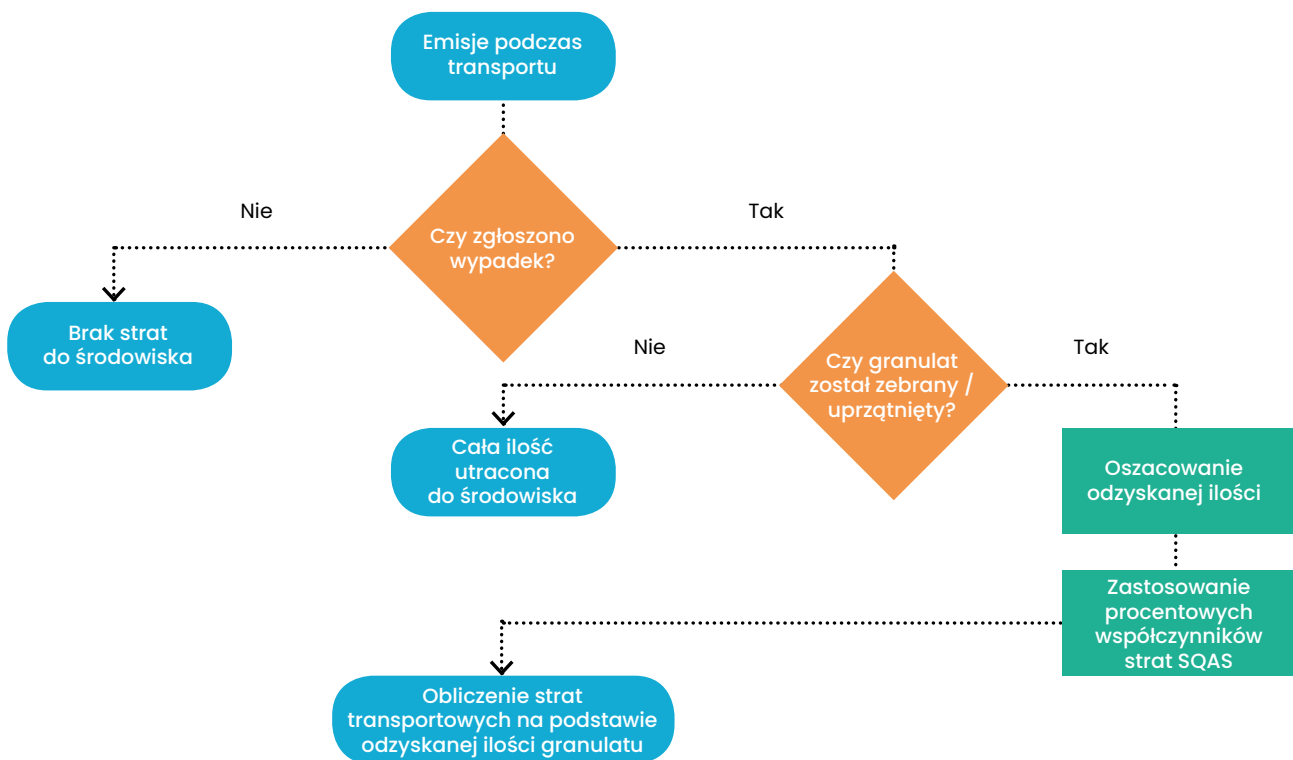 Emisje podczas
transportu
Nie
Tak
Czy zgłoszono
wypadek?
Brak strat
do środowiska
Nie
Tak
Czy granulat
został zebrany /
uprzątnięty?
Cała ilość
utracona
do środowiska
Oszacowanie
odzyskanej ilości
Zastosowanie
procentowych
współczynników
strat SQAS
Obliczenie strat
transportowych na podstawie
odzyskanej ilości granulatu